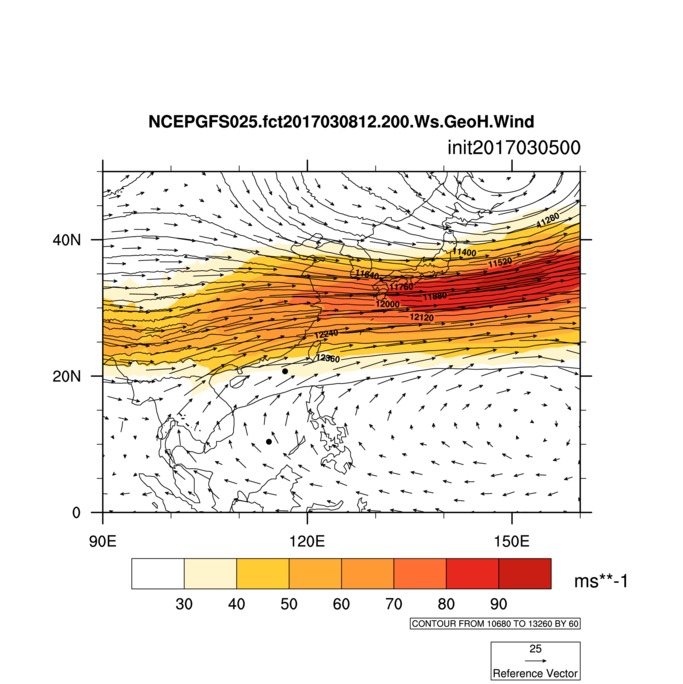 NCEPGFS025.fct2017030812.200.Ws.GeoH.Wind
init2017030500
11280
40N
11400
11520
11640
11760
11880
12000
12120
12240
12360
20N
0
90E 120E 150E
30 40 50 60 70 80 90
ms**-1
CONTOUR FROM 10680 TO 13260 BY 60
25
Reference Vector